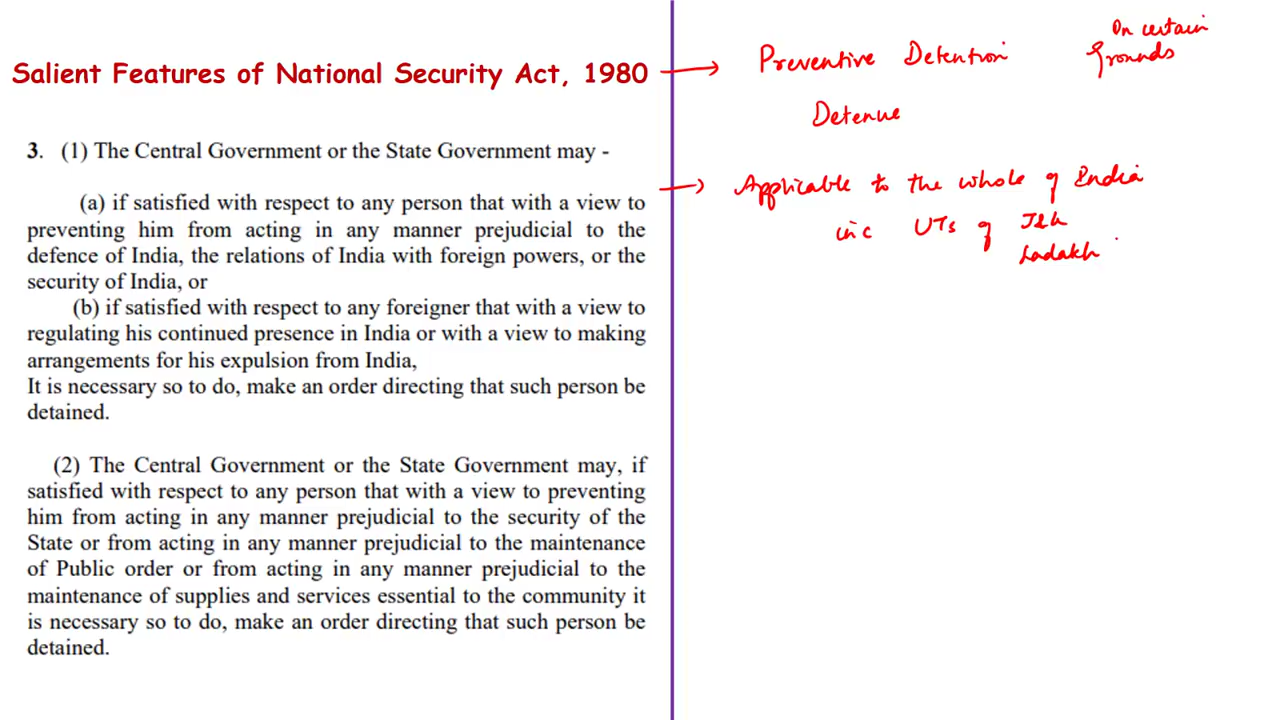 Salient Features of National Security Act, 1980
3. (1) The Central Government or the State Government may -
(a) if satisfied with respect to any person that with a view to
preventing him from acting in any manner prejudicial to the
defence of India, the relations of India with foreign powers, or the
security of India, or
(b) if satisfied with respect to any foreigner that with a view to
regulating his continued presence in India or with a view to making
arrangements for his expulsion from India,
It is necessary so to do, make an order directing that such person be
detained.
(2) The Central Government or the State Government may, if
satisfied with respect to any person that with a view to preventing
him from acting in any manner prejudicial to the security of the
State or from acting in any manner prejudicial to the maintenance
of Public order or from acting in any manner prejudicial to the
maintenance of supplies and services essential to the community it
is necessary so to do, make an order directing that such person be
detained.
Preventive Detention
On certain
Grounds
Detenue
Applicable to the whole of India
inc UTs of J&K
Ladakh